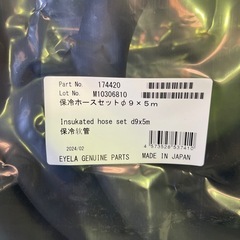 Part No. 174420
Lot No. M10306810
保冷ホースセットφ9×5m
Insukated hose set d9x5m
保冷软管
4573526537410
2024/02
EYELA GENUINE PARTS MADE IN JAPAN